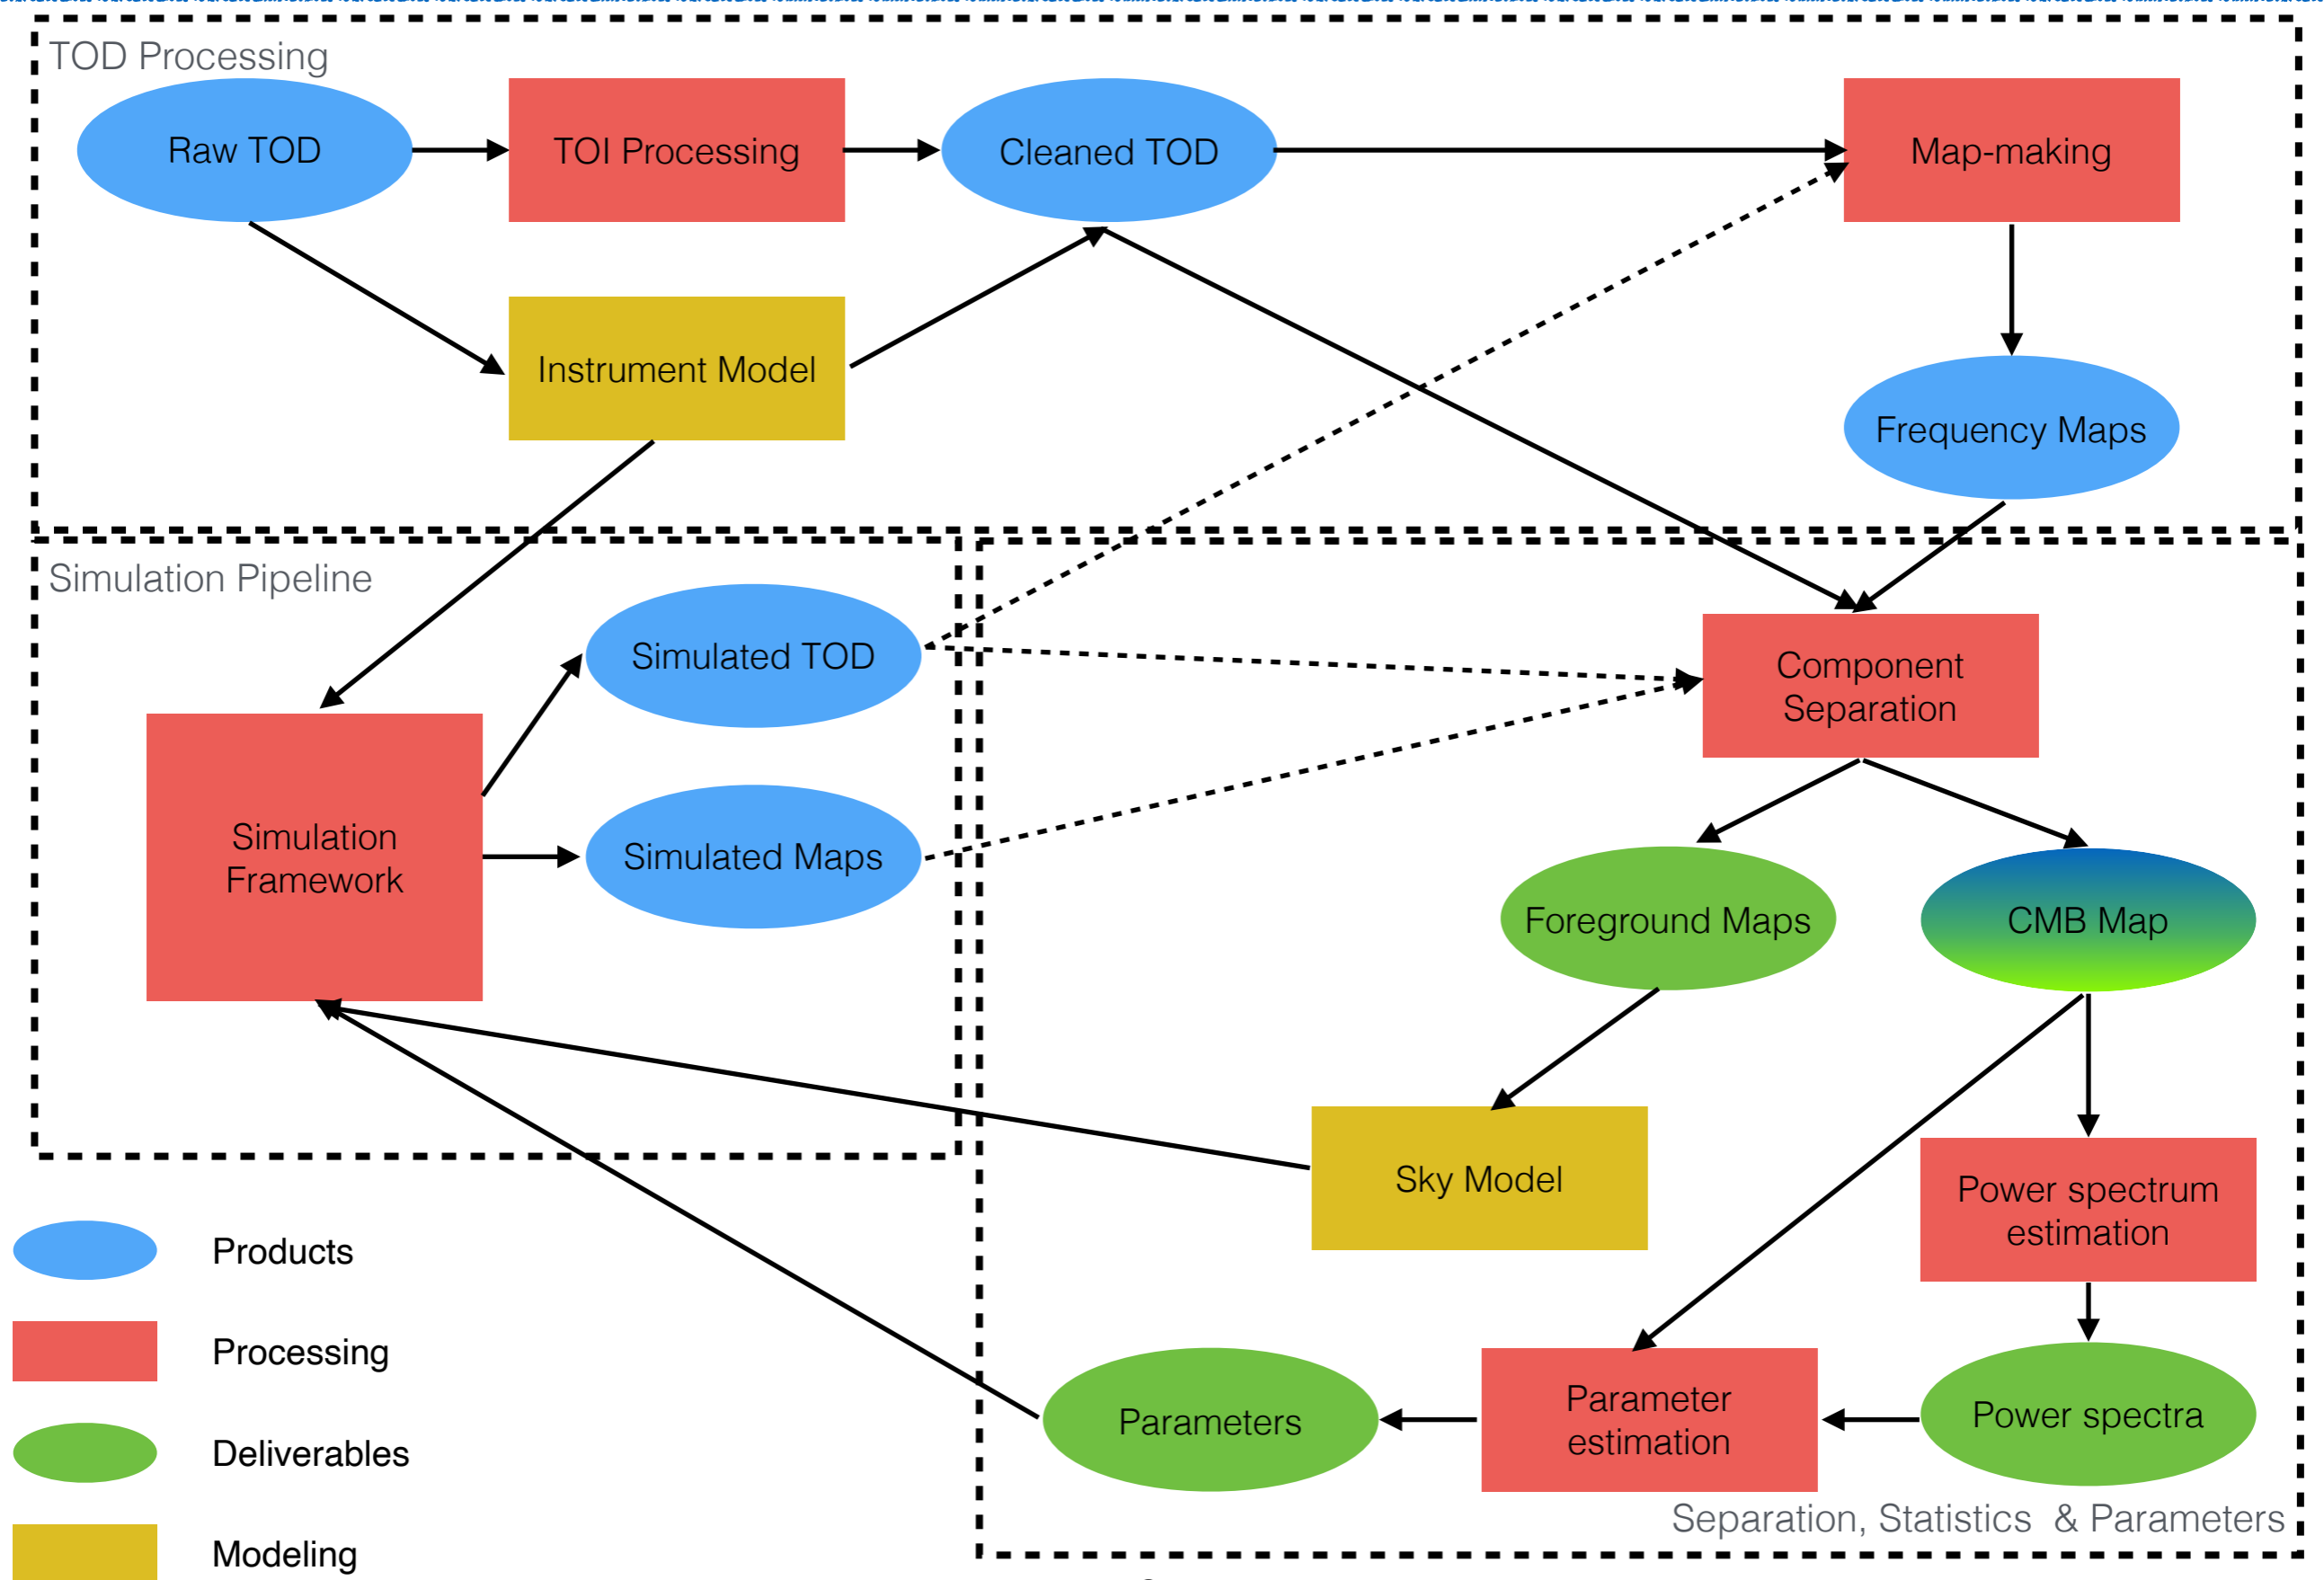 TOD Processing
Raw TOD
TOI Processing
Cleaned TOD
Map-making
Instrument Model
Frequency Maps
Simulation Pipeline
Simulated TOD
Component
Separation
Simulation
Framework
Simulated Maps
Foreground Maps
CMB Map
Sky Model
Power spectrum
estimation
Products
Processing
Parameters
Parameter
estimation
Power spectra
Deliverables
Separation, Statistics & Parameters
Modeling